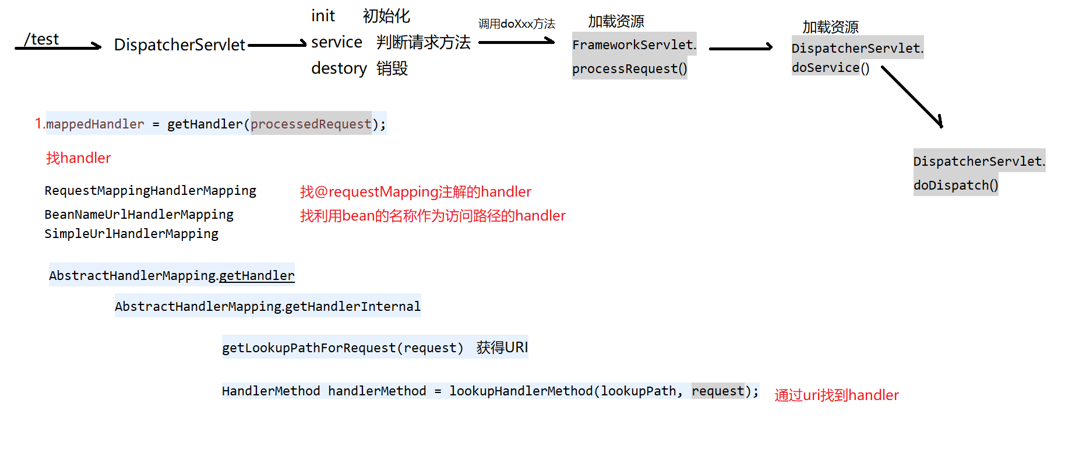 /test
DispatcherServlet
init 初始化
service 判断请求方法
destory 销毁
调用doXxx方法
加载资源
FrameworkServlet.
processRequest()
加载资源
DispatcherServlet.
doService()
DispatcherServlet.
doDispatch()
1.mappedHandler = getHandler(processedRequest);
找handler
RequestMappingHandlerMapping 找@requestMapping注解的handler
BeanNameUrlHandlerMapping 找利用bean的名称作为访问路径的handler
SimpleUrlHandlerMapping
AbstractHandlerMapping.getHandler
AbstractHandlerMapping.getHandlerInternal
getLookupPathForRequest(request) 获得URI
HandlerMethod handlerMethod = lookupHandlerMethod(lookupPath, request); 通过uri找到handler